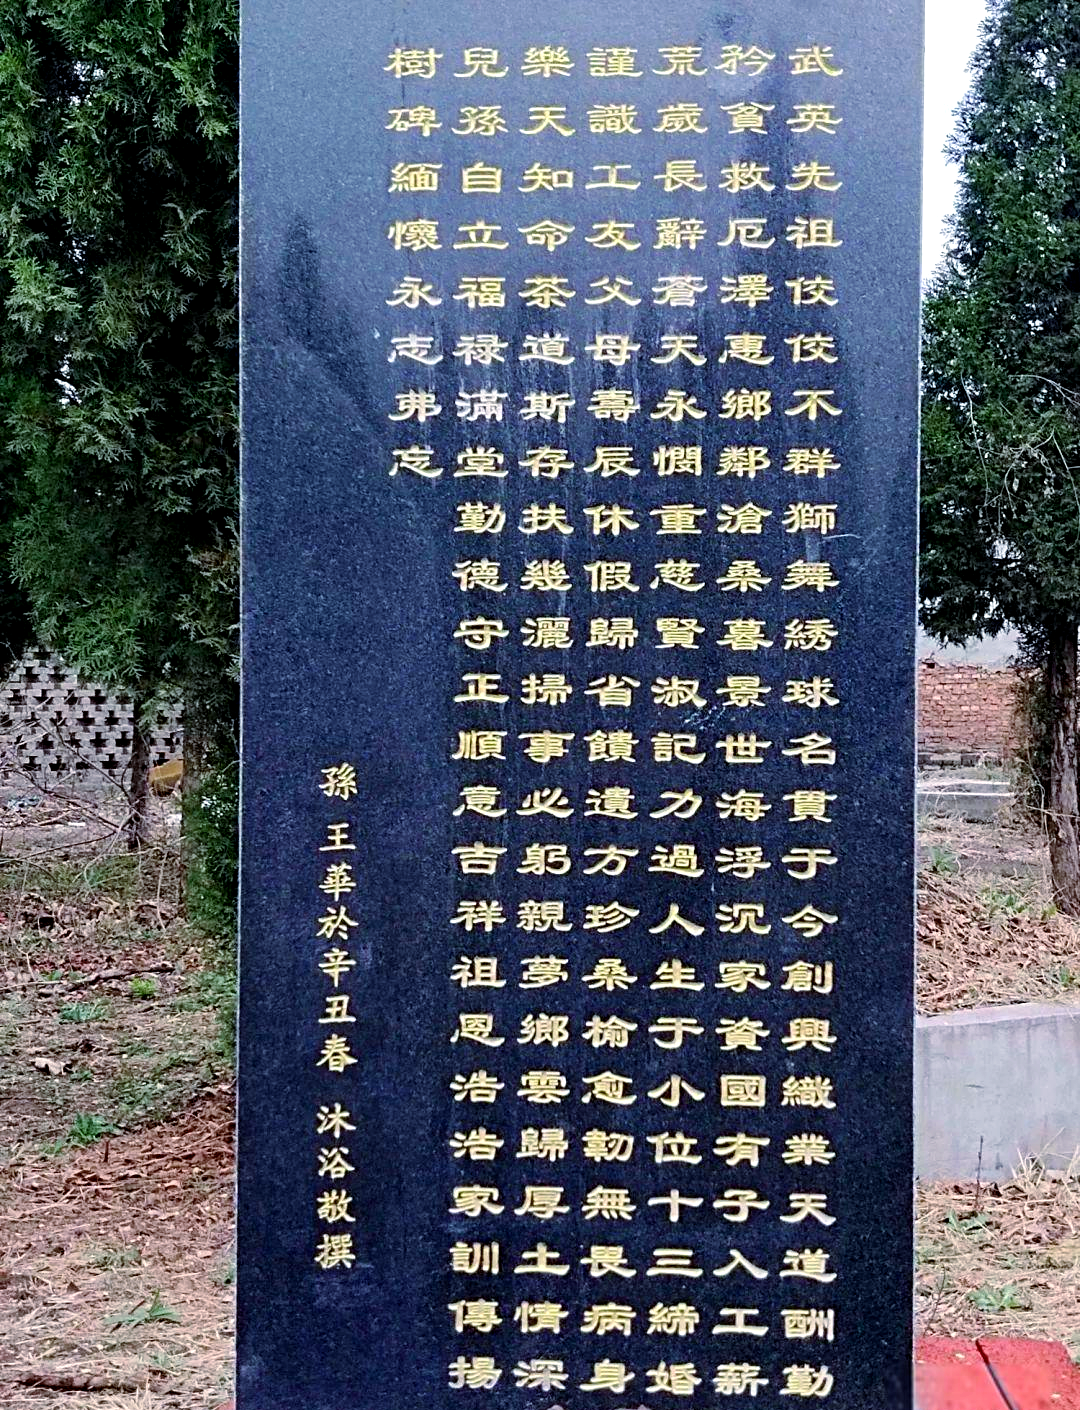 武英先祖佼佼不群獅舞綉球名貫于今創興織業天道酬勤
矜貧救厄澤惠鄉鄰滄桑暮景世海浮沉家資國有子入工薪
荒歲長辭蒼天永憫重慈賢淑記力過人生于小位十三締婚
謹識工友父母壽辰休假歸省饋遺方珍桑榆愈韌無畏病身
樂天知命茶道斯存扶幾灑掃事必躬親夢鄉雲歸厚土情深
兒孫自立福禄滿堂勤德守正順意吉祥祖恩浩浩家訓傳揚
樹碑緬懷永志弗忘
孫 王華於辛丑春 沐浴敬撰